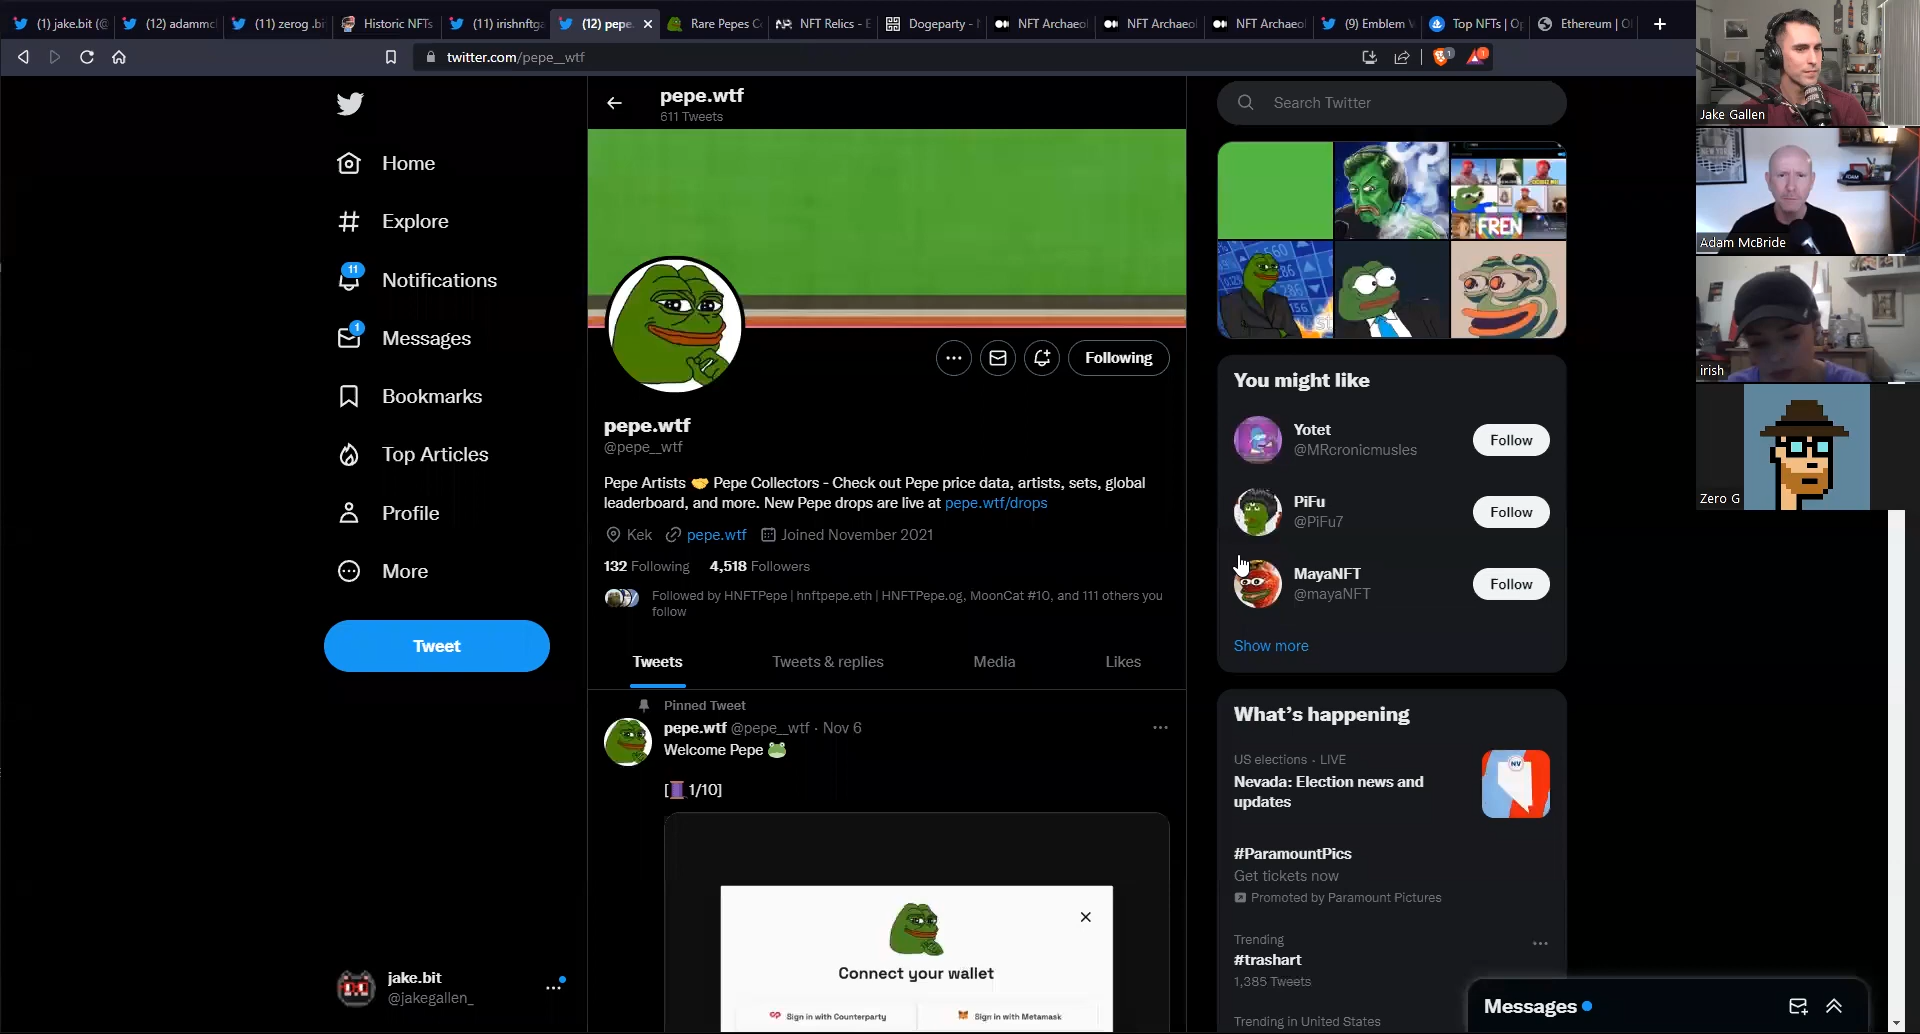 (1) jake.bit (@
(12) adammc
(11) zerog .bi
Historic NFTs
(11) irishnftga
(12) pepe.
Rare Pepes C
NFT Relics - E
Dogeparty - N
NFT Archaeol
NFT Archaeol
NFT Archaeol
(9) Emblem V
Top NFTs | Op
Ethereum | O
twitter.com/pepe__wtf
1
1
Home
Explore
11
Notifications
1
Messages
Bookmarks
Top Articles
Profile
More
Tweet
jake.bit
@jakegallen_
pepe.wtf
611 Tweets
Following
pepe.wtf
@pepe__wtf
Pepe Artists 🤝 Pepe Collectors - Check out Pepe price data, artists, sets, global
leaderboard, and more. New Pepe drops are live at pepe.wtf/drops
Kek pepe.wtf Joined November 2021
132 Following 4,518 Followers
Followed by HNFTPepe | hnftpepe.eth | HNFTPepe.og, MoonCat #10, and 111 others you
follow
Tweets Tweets & replies Media Likes
Pinned Tweet
pepe.wtf @pepe__wtf · Nov 6
Welcome Pepe 🐸
[🧵1/10]
Connect your wallet
Sign in with Counterparty
Sign in with Metamask
Search Twitter
FREN
You might like
Yotet
@MRcronicmusles
Follow
PiFu
@PiFu7
Follow
MayaNFT
@mayaNFT
Follow
Show more
What's happening
US elections · LIVE
Nevada: Election news and
updates
NV
#ParamountPics
Get tickets now
Promoted by Paramount Pictures
Trending
#trashart
1,385 Tweets
Trending in United States
Messages
Jake Gallen
Adam McBride
irish
Zero G